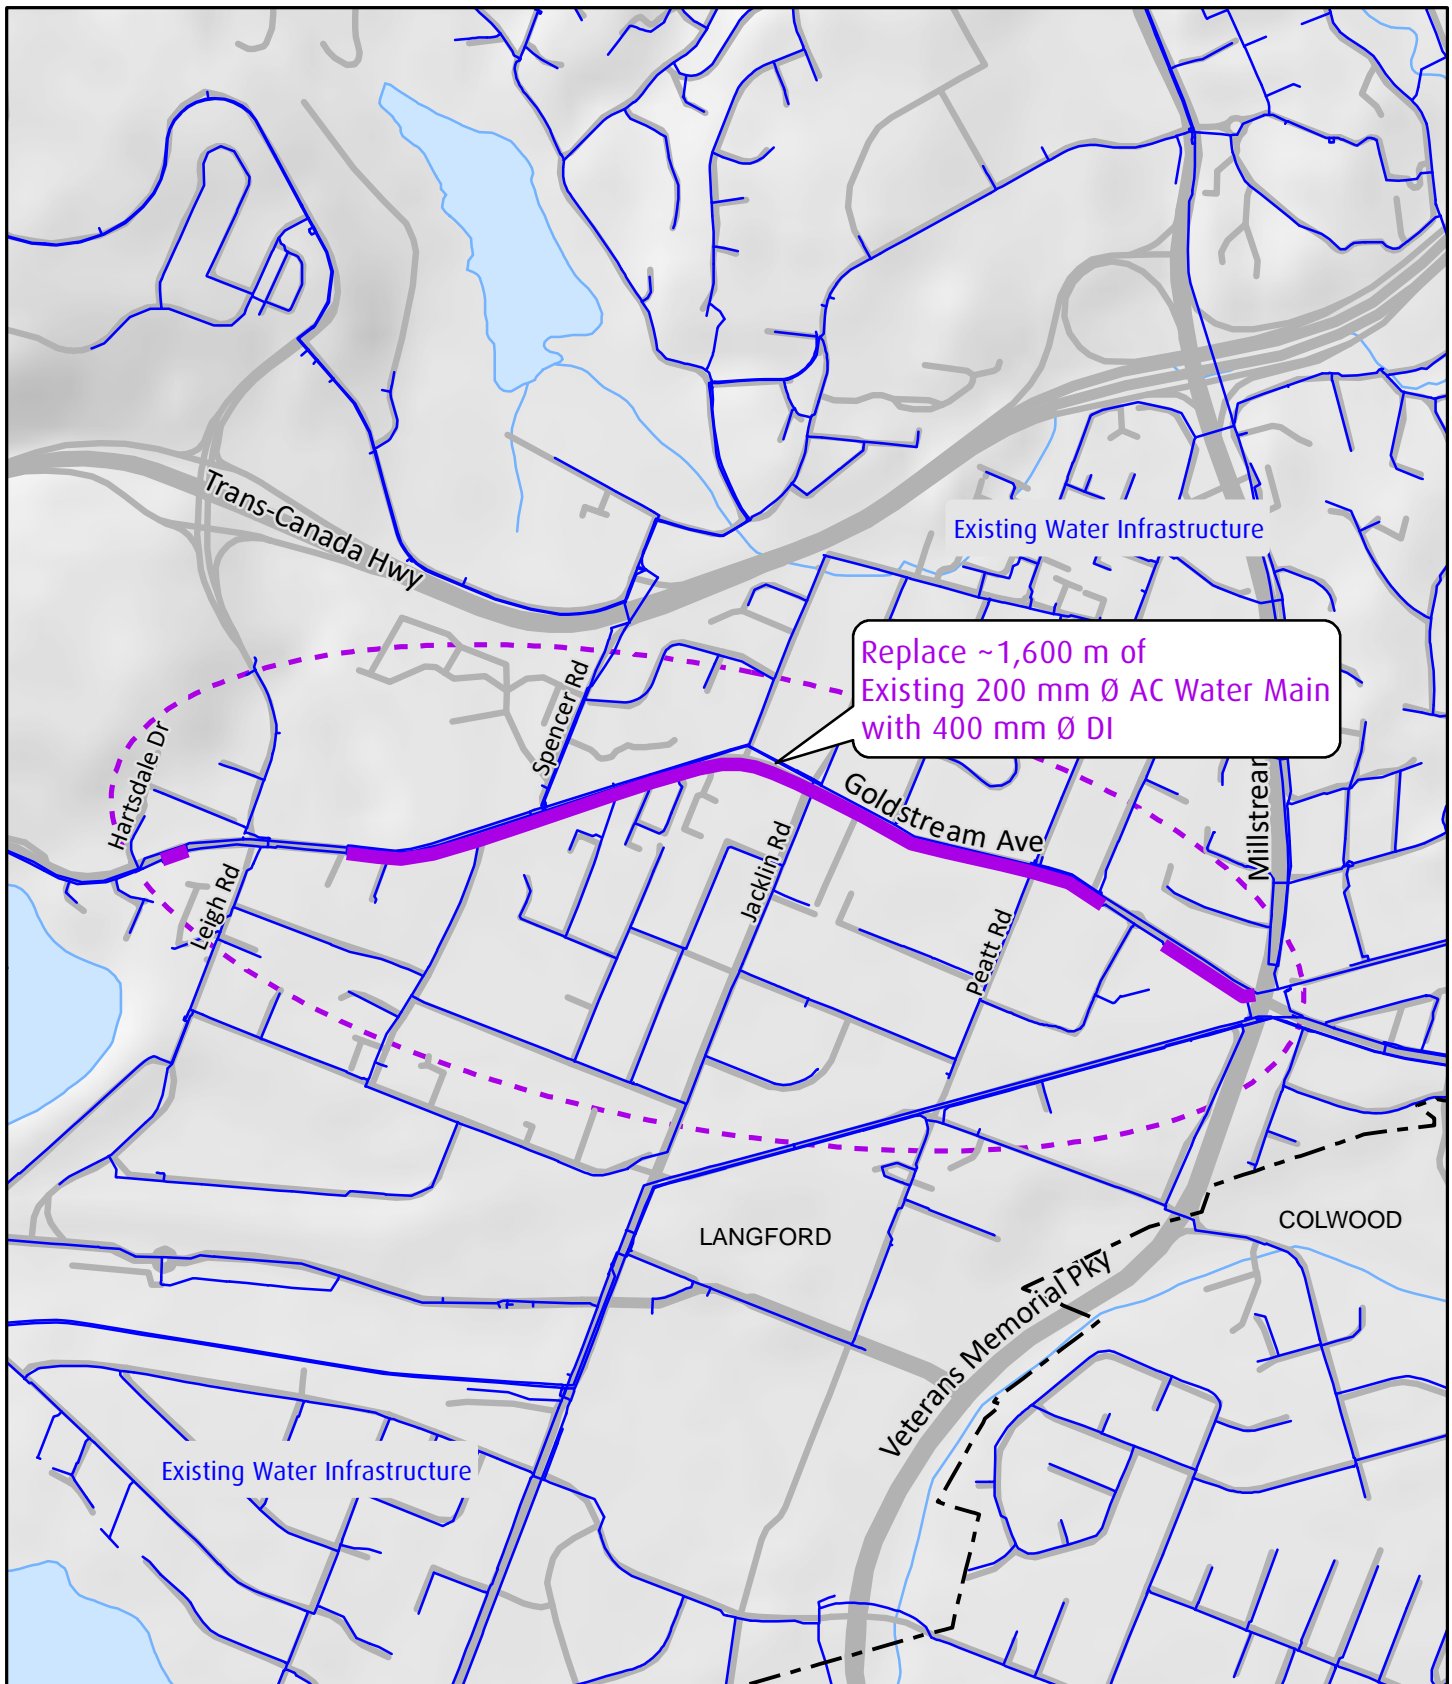 Trans-Canada Hwy
Existing Water Infrastructure
Replace ~1,600 m of
Existing 200 mm Ø AC Water Main
with 400 mm Ø DI
Spencer Rd
Hartsdale Dr
Goldstream Ave
Millstream
Jacklin Rd
Leigh Rd
Peatt Rd
LANGFORD
COLWOOD
Veterans Memorial Pky
Existing Water Infrastructure